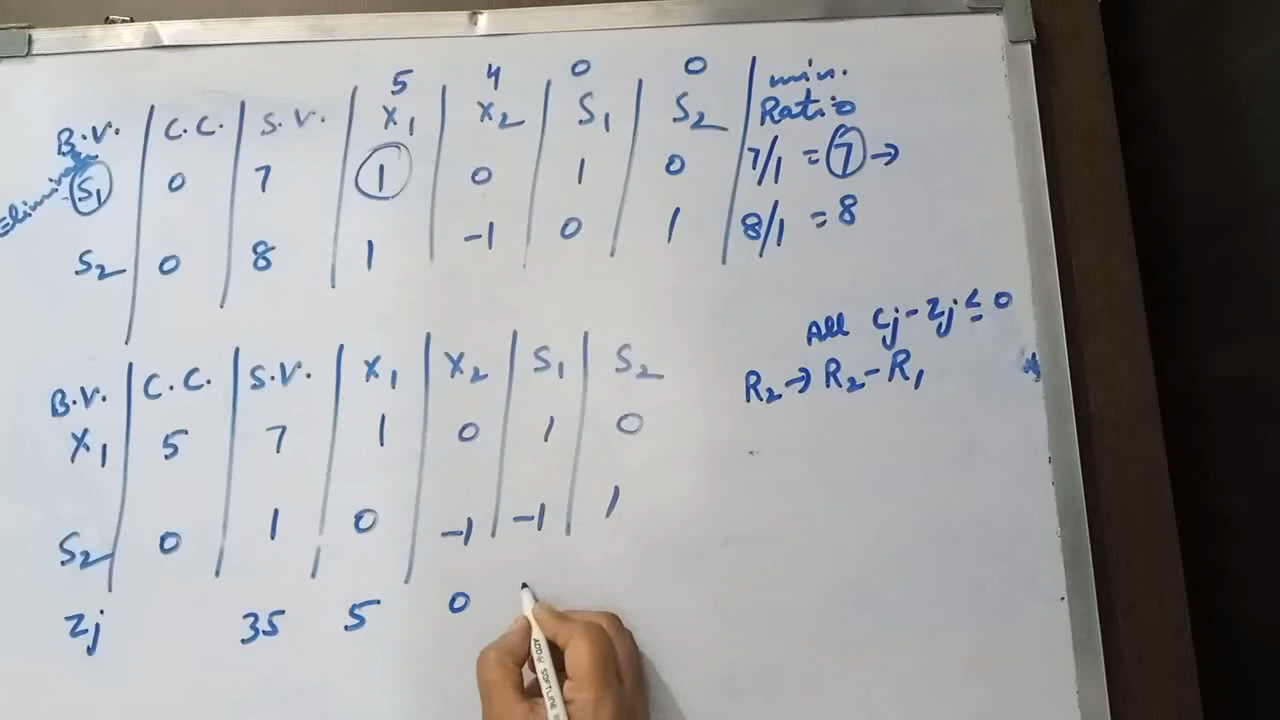 5 4 0 0
B.V. C.C. S.V. X1 X2 S1 S2 min. Ratio
S1 0 7 1 0 1 0 7/1 = 7 →
S2 0 8 1 -1 0 1 8/1 = 8
All Cj-Zj ≤ 0
B.V. C.C. S.V. X1 X2 S1 S2
R2 → R2 - R1
X1 5 7 1 0 1 0
S2 0 1 0 -1 -1 1
Zj 35 5 0